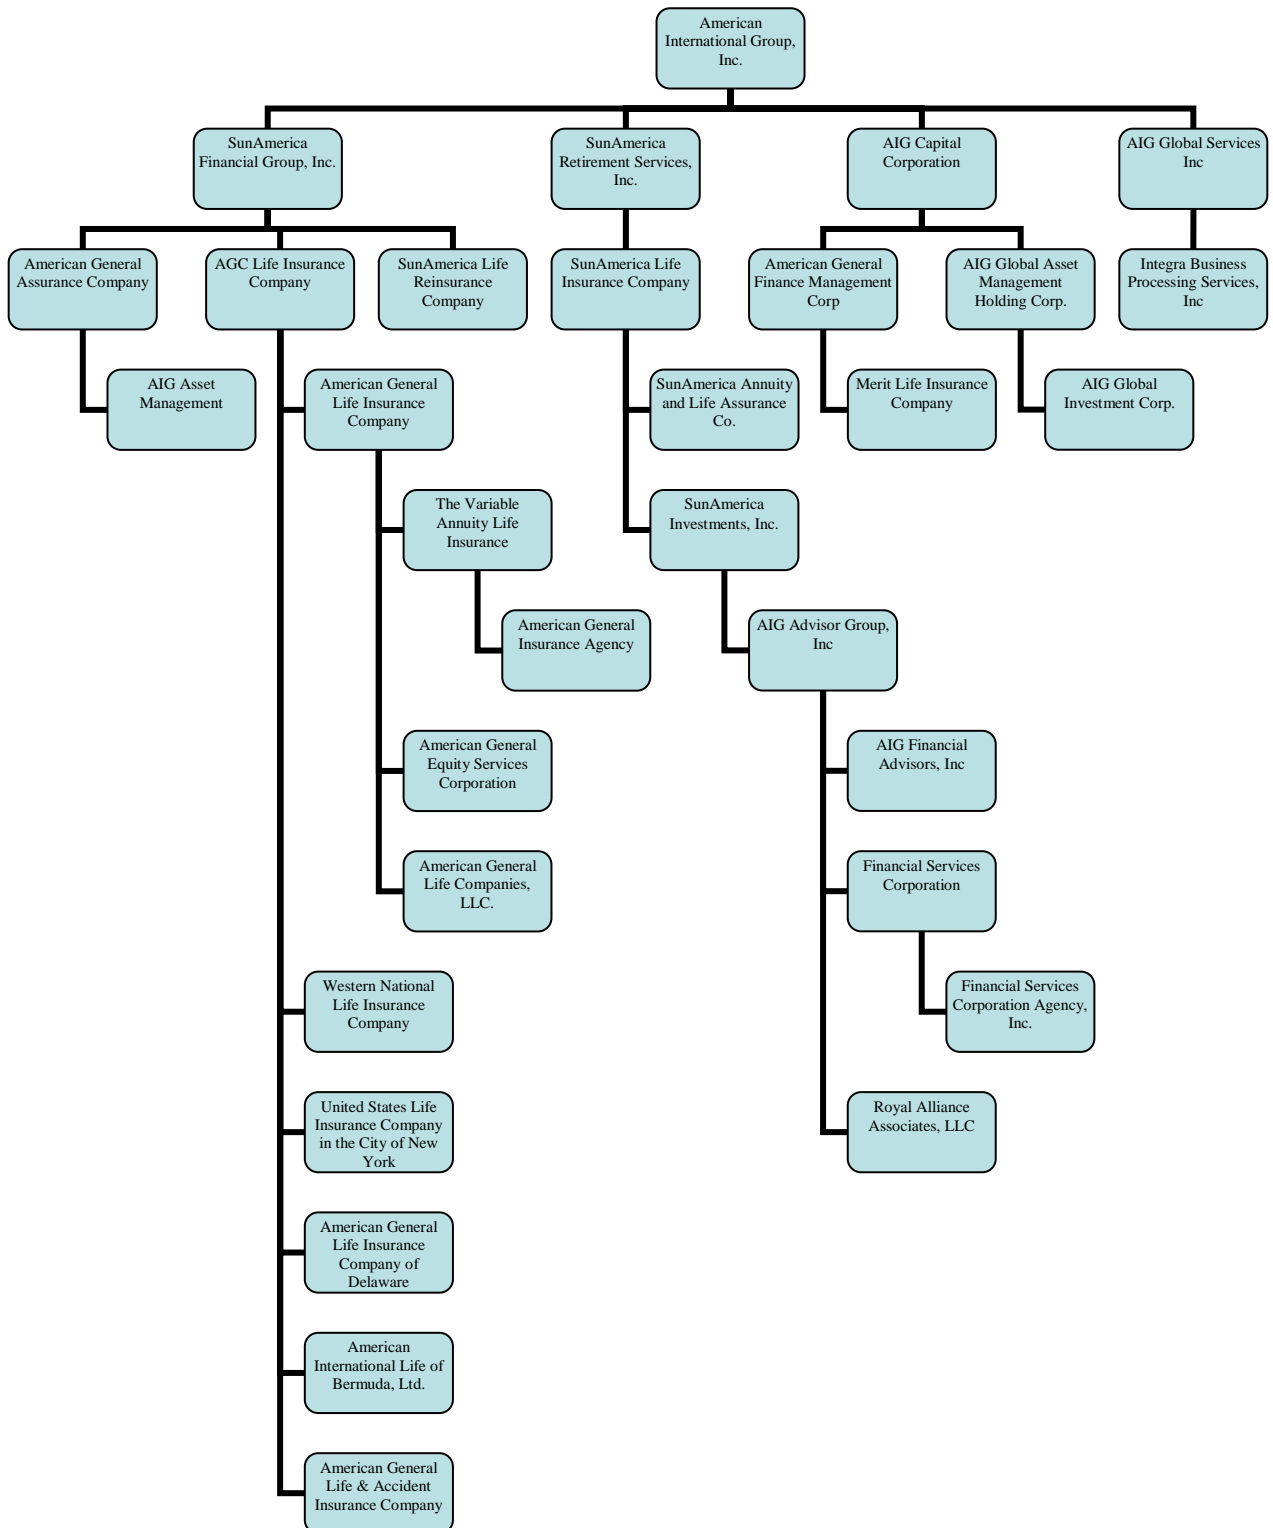 American
International Group,
Inc.
SunAmerica
Financial Group, Inc.
SunAmerica
Retirement Services,
Inc.
AIG Capital
Corporation
AIG Global Services
Inc
American General
Assurance Company
AGC Life Insurance
Company
SunAmerica Life
Reinsurance
Company
SunAmerica Life
Insurance Company
American General
Finance Management
Corp
AIG Global Asset
Management
Holding Corp.
Integra Business
Processing Services,
Inc
AIG Asset
Management
American General
Life Insurance
Company
SunAmerica Annuity
and Life Assurance
Co.
Merit Life Insurance
Company
AIG Global
Investment Corp.
The Variable
Annuity Life
Insurance
SunAmerica
Investments, Inc.
American General
Insurance Agency
AIG Advisor Group,
Inc
American General
Equity Services
Corporation
AIG Financial
Advisors, Inc
American General
Life Companies,
LLC.
Financial Services
Corporation
Western National
Life Insurance
Company
Financial Services
Corporation Agency,
Inc.
United States Life
Insurance Company
in the City of New
York
Royal Alliance
Associates, LLC
American General
Life Insurance
Company of
Delaware
American
International Life of
Bermuda, Ltd.
American General
Life & Accident
Insurance Company